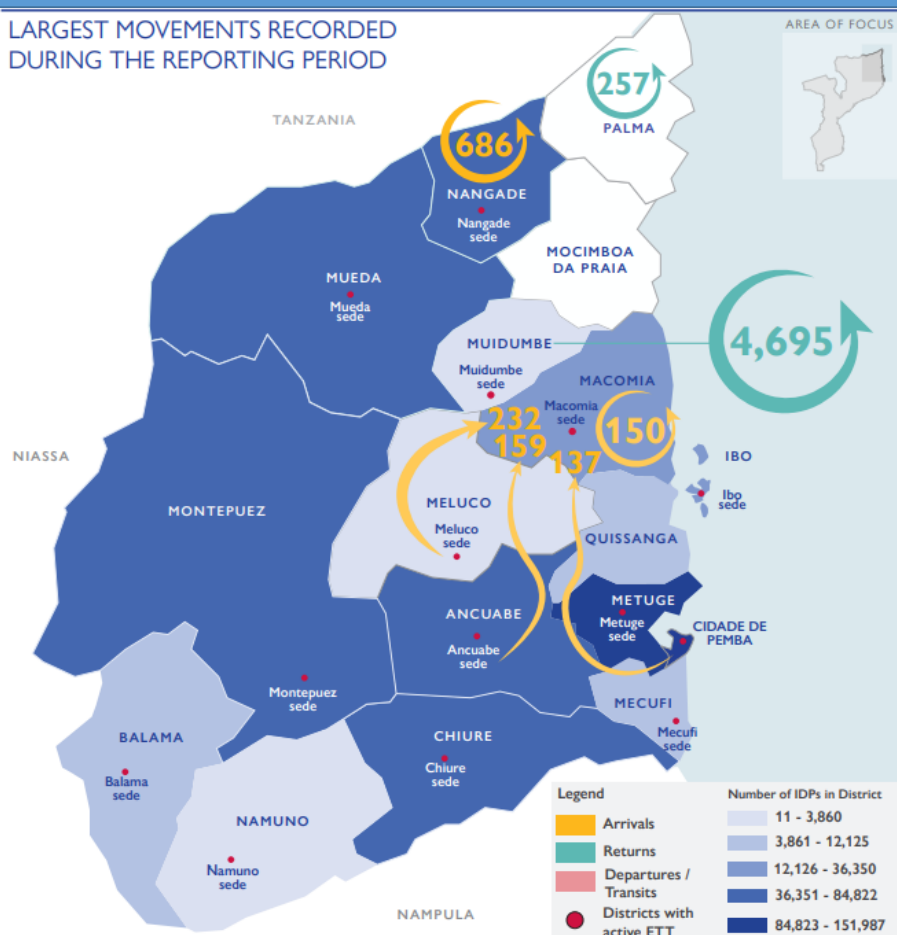 LARGEST MOVEMENTS RECORDED
DURING THE REPORTING PERIOD
AREA OF FOCUS
TANZANIA
257
PALMA
686
NANGADE
Nangade
sede
MOCIMBOA
DA PRAIA
MUEDA
Mueda
sede
MUIDUMBE
4,695
Muidumbe
sede
MACOMIA
Macomia
sede
232
159
150
137
NIASSA
IBO
Ibo
sede
MONTEPUEZ
MELUCO
Meluco
sede
QUISSANGA
METUGE
Metuge
sede
ANCUABE
Ancuabe
sede
CIDADE DE
PEMBA
Montepuez
sede
MECUFI
Mecufi
sede
BALAMA
Balama
sede
CHIURE
Chiure
sede
NAMUNO
Namuno
sede
NAMPULA
Legend
Arrivals
Returns
Departures /
Transits
Districts with
active ETT
Number of IDPs in District
11 - 3,860
3,861 - 12,125
12,126 - 36,350
36,351 - 84,822
84,823 - 151,987